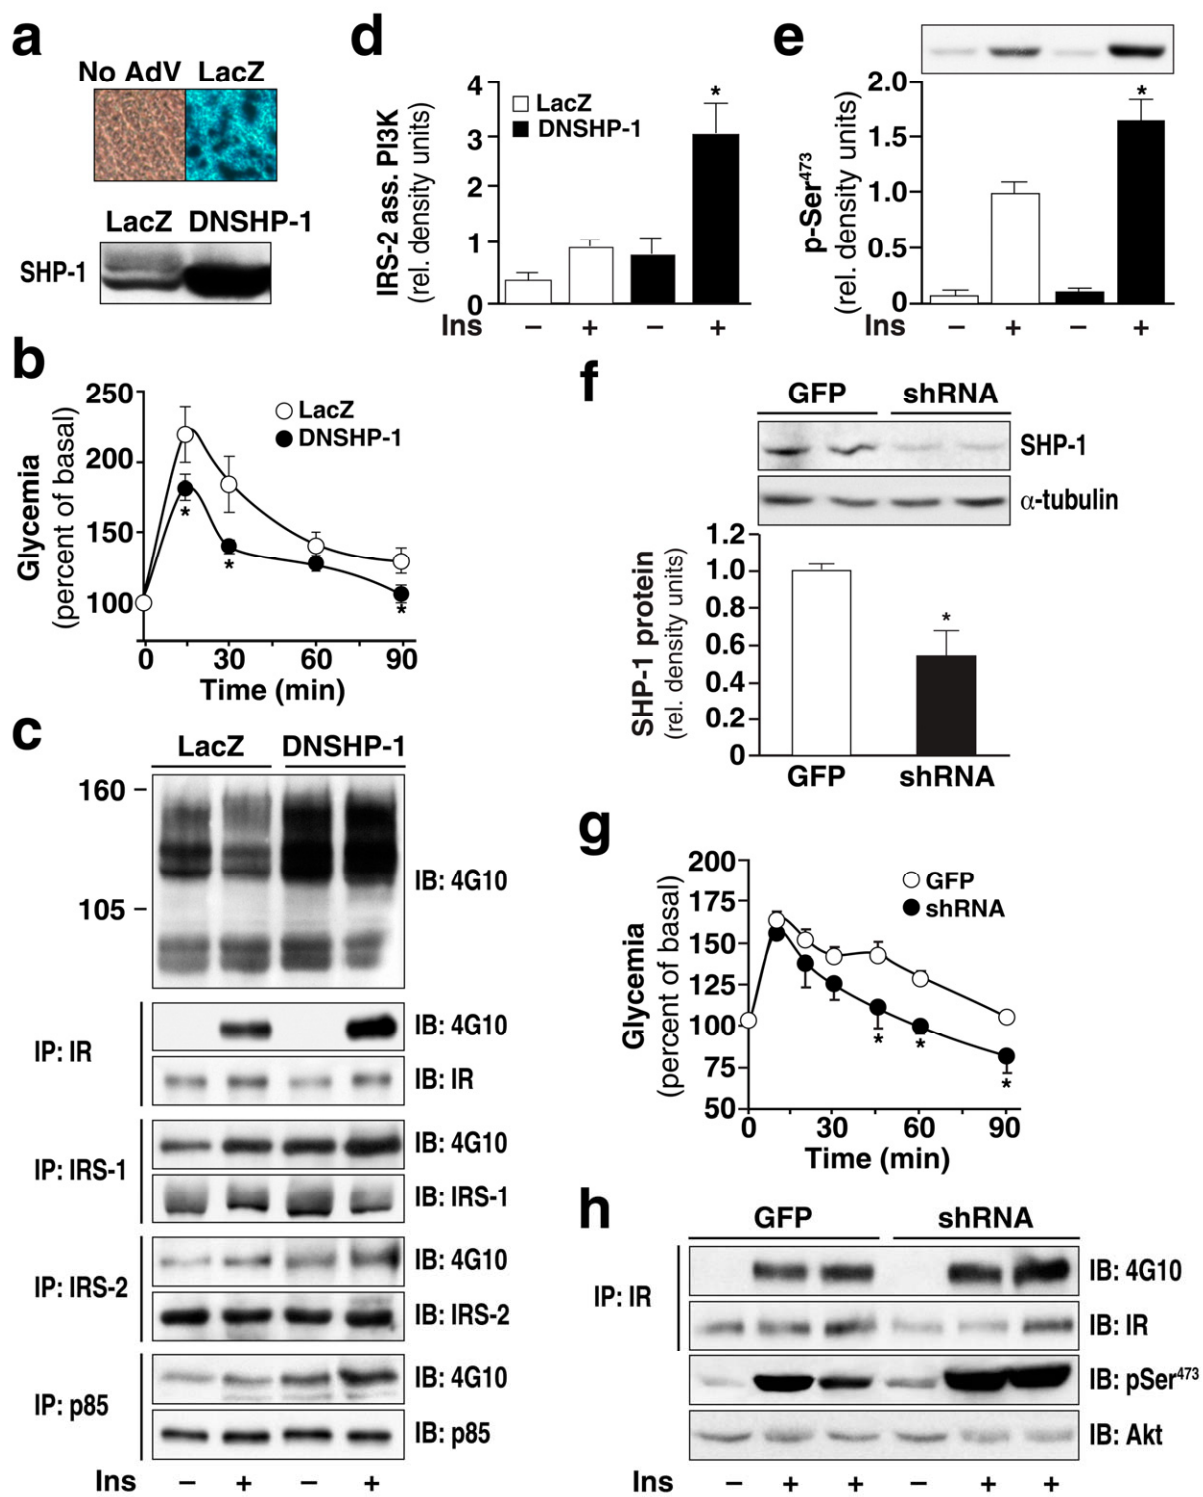 a
No AdV LacZ
LacZ DNSHP-1
SHP-1
b
Glycemia
(percent of basal)
250
200
150
100
LacZ
DNSHP-1
*
*
*
0 30 60 90
Time (min)
c
LacZ DNSHP-1
160
105
IB: 4G10
IP: IR
IB: 4G10
IB: IR
IP: IRS-1
IB: 4G10
IB: IRS-1
IP: IRS-2
IB: 4G10
IB: IRS-2
IP: p85
IB: 4G10
IB: p85
Ins − + − +
d
IRS-2 ass. PI3K
(rel. density units)
4
3
2
1
0
LacZ
DNSHP-1
*
Ins − + − +
e
p-Ser473
(rel. density units)
2.0
1.5
1.0
0.5
0
*
Ins − + − +
f
GFP shRNA
SHP-1
α-tubulin
SHP-1 protein
(rel. density units)
1.2
1.0
0.8
0.6
0.4
0.2
0
*
GFP shRNA
g
Glycemia
(percent of basal)
200
175
150
125
100
75
50
GFP
shRNA
*
*
*
0 30 60 90
Time (min)
h
GFP shRNA
IP: IR
IB: 4G10
IB: IR
IB: pSer473
IB: Akt
Ins − + + − + +